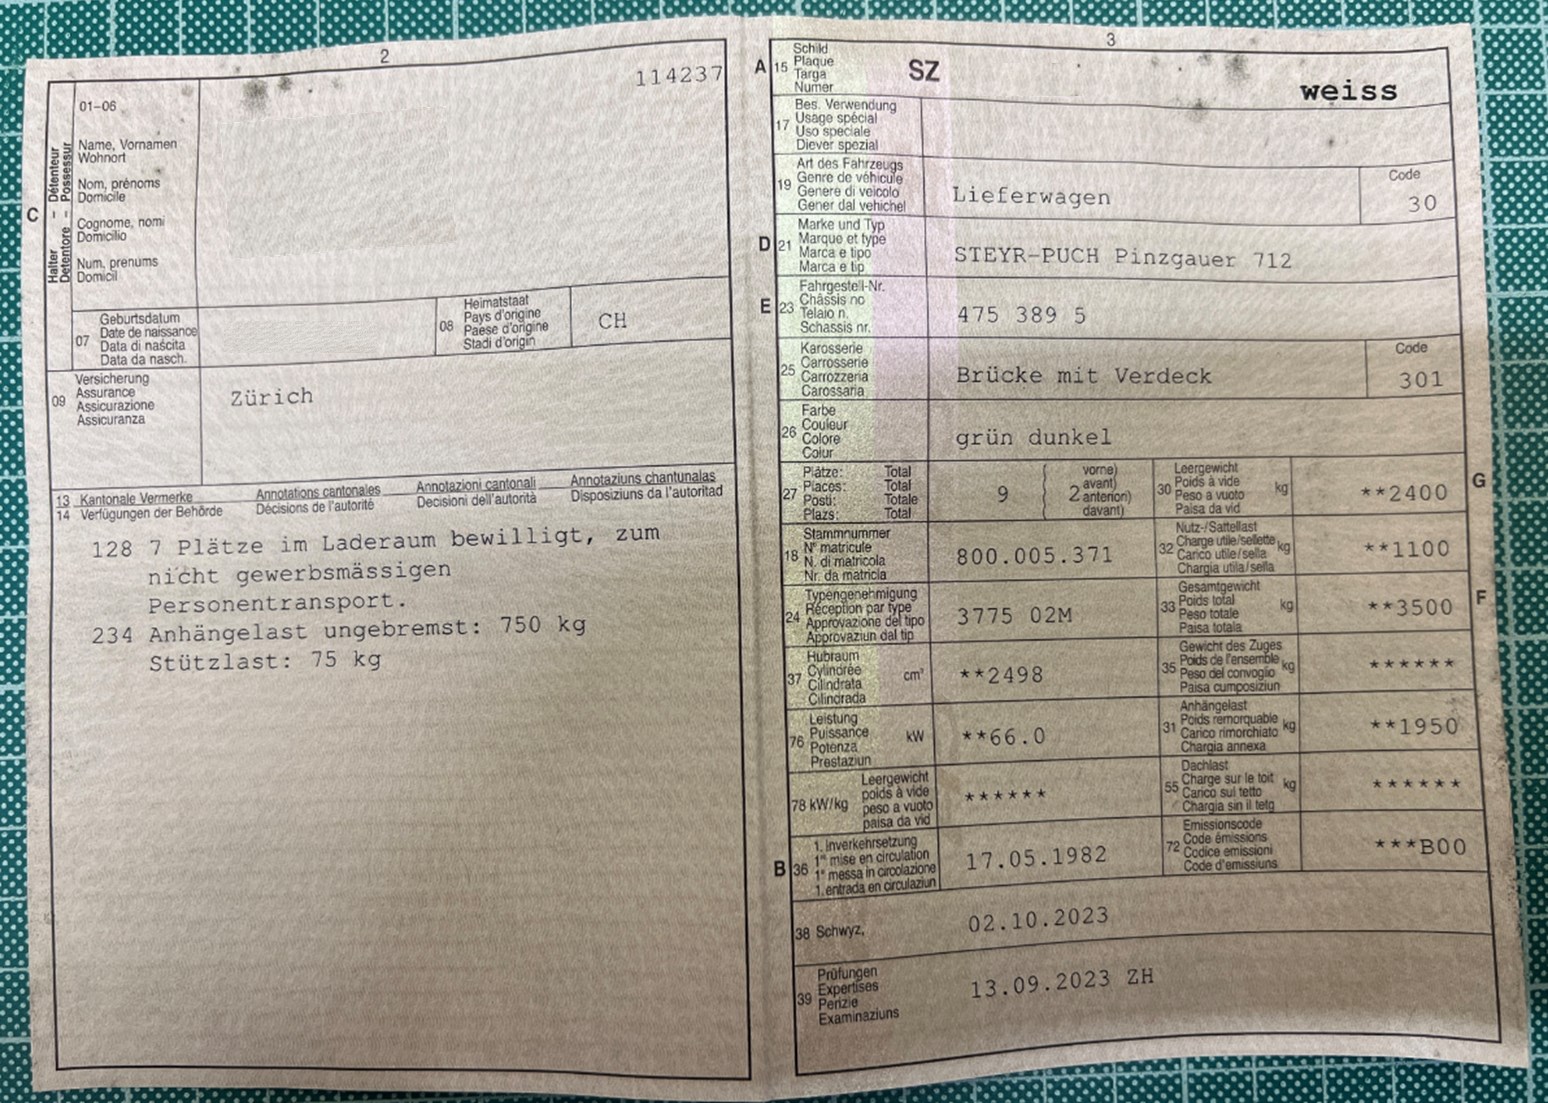 2
114237
C
Halter - Détenteur
Detentore - Possessur
01-06
Name, Vornamen
Wohnort
Nom, prénoms
Domicile
Cognome, nomi
Domicilio
Num, prenums
Domicil
07
Geburtsdatum
Date de naissance
Data di nascita
Data da nasch.
08
Heimatstaat
Pays d'origine
Paese d'origine
Stadi d'origin
CH
09
Versicherung
Assurance
Assicurazione
Assicuranza
Zürich
13 Kantonale Vermerke Annotations cantonales Annotazioni cantonali Annotaziuns chantunalas
14 Verfügungen der Behörde Décisions de l'autorité Decisioni dell'autorità Disposiziuns da l'autoritad
128 7 Plätze im Laderaum bewilligt, zum
nicht gewerbsmässigen
Personentransport.
234 Anhängelast ungebremst: 750 kg
Stützlast: 75 kg
3
A 15
Schild
Plaque
Targa
Numer
SZ
weiss
17
Bes. Verwendung
Usage spécial
Uso speciale
Diever spezial
19
Art des Fahrzeugs
Genre de véhicule
Genere di veicolo
Gener dal vehichel
Lieferwagen
Code
30
D 21
Marke und Typ
Marque et type
Marca e tipo
Marca e tip
STEYR-PUCH Pinzgauer 712
E 23
Fahrgestell-Nr.
Châssis no
Telaio n.
Schassis nr.
475 389 5
25
Karosserie
Carrosserie
Carrozzeria
Carossaria
Brücke mit Verdeck
Code
301
26
Farbe
Couleur
Colore
Colur
grün dunkel
27
Plätze: Total
Places: Total
Posti: Totale
Plazs: Total
9
2
vorne)
avant)
anteriori)
davant)
30
Leergewicht
Poids à vide
Peso a vuoto
Paisa da vid
kg
**2400
G
18
Stammnummer
N° matricule
N. di matricola
Nr. da matricla
800.005.371
32
Nutz-/Sattellast
Charge utile/sellette
Carico utile/sella
Chargia utila/sella
kg
**1100
24
Typengenehmigung
Réception par type
Approvazione del tipo
Approvaziun dal tip
3775 02M
33
Gesamtgewicht
Poids total
Peso totale
Paisa totala
kg
**3500
F
37
Hubraum
Cylindrée
Cilindrata
Cilindrada
cm³
**2498
35
Gewicht des Zuges
Poids de l'ensemble
Peso del convoglio
Paisa cumposiziun
kg
******
76
Leistung
Puissance
Potenza
Prestaziun
kW
**66.0
31
Anhängelast
Poids remorquable
Carico rimorchiato
Chargia annexa
kg
**1950
78 kW/kg
Leergewicht
poids à vide
peso a vuoto
paisa da vid
******
55
Dachlast
Charge sur le toit
Carico sul tetto
Chargia sin il tetg
kg
******
B 36
1. Inverkehrsetzung
1re mise en circulation
1a messa in circolazione
1. entrada en circulaziun
17.05.1982
72
Emissionscode
Code émissions
Codice emissioni
Code d'emissiuns
***B00
38 Schwyz,
02.10.2023
39
Prüfungen
Expertises
Perizie
Examinaziuns
13.09.2023 ZH